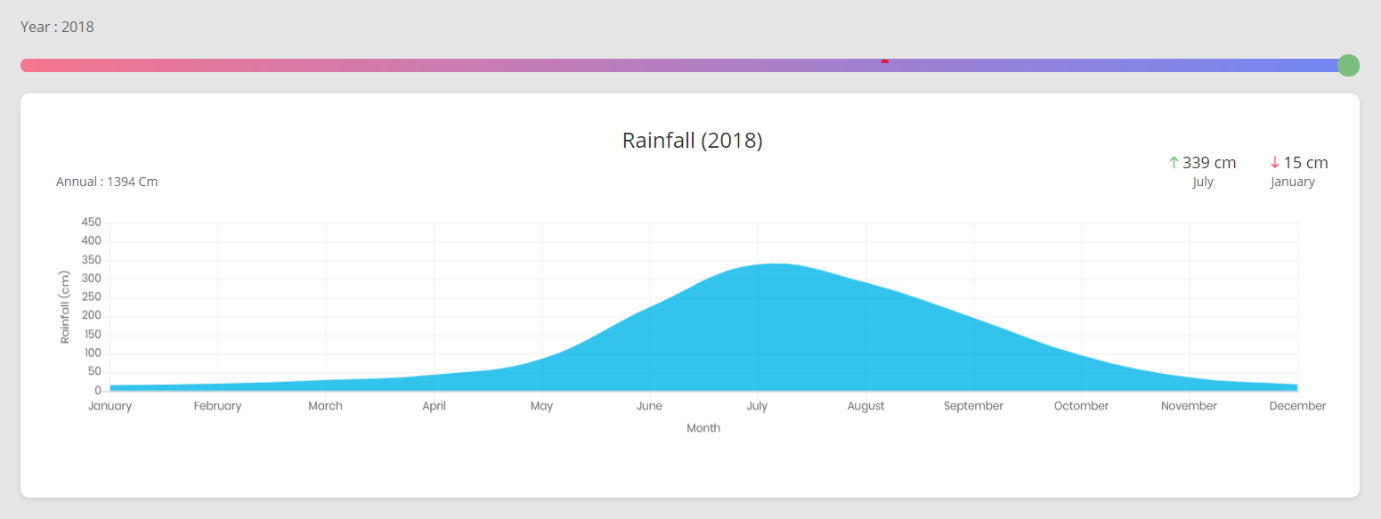 Year : 2018
Rainfall (2018)
↑ 339 cm
July
↓ 15 cm
January
Annual : 1394 Cm
Rainfall (cm)
450
400
350
300
250
200
150
100
50
0
January February March April May June July August September Octomber November December
Month